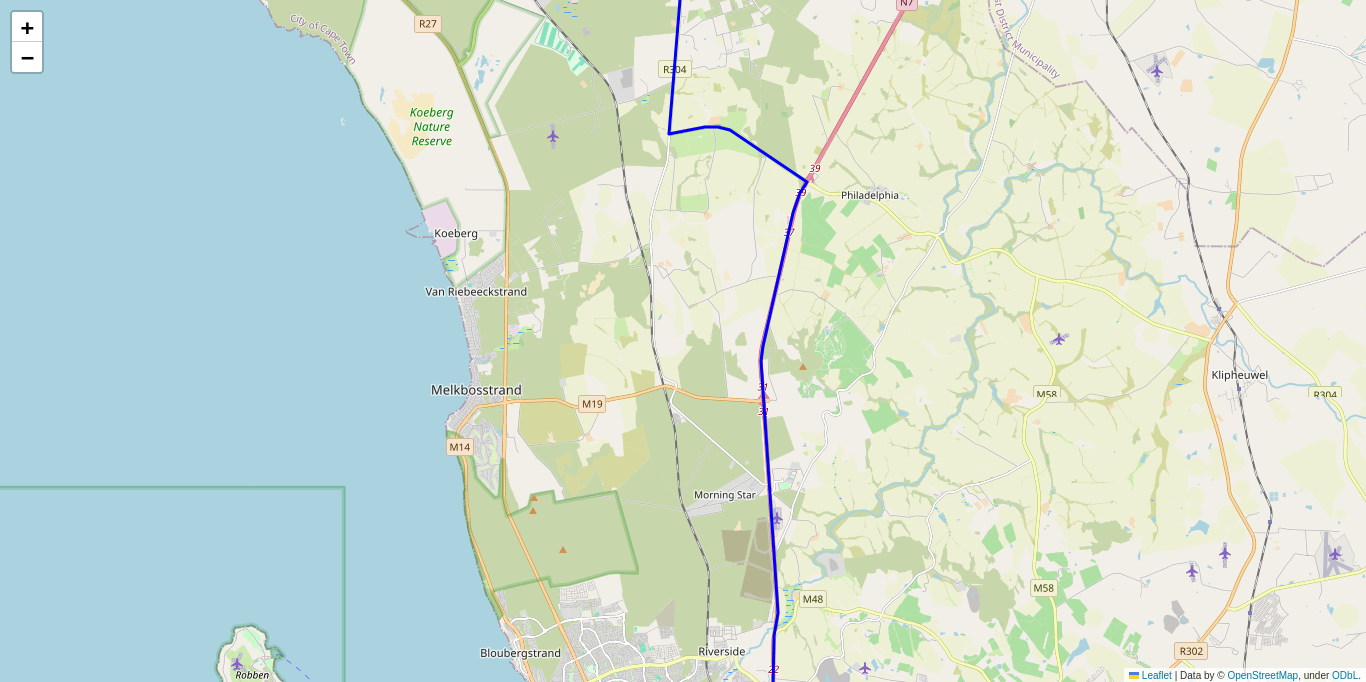 +
−
R27
N7
City of Cape Town
st District Municipality
R304
Koeberg
Nature
Reserve
39
39
Philadelphia
37
Koeberg
Van Riebeeckstrand
Melkbosstrand
31
31
M19
M58
Klipheuwel
R304
M14
Morning Star
M48
M58
Bloubergstrand
Riverside
R302
22
Robben
Leaflet | Data by © OpenStreetMap, under ODbL.